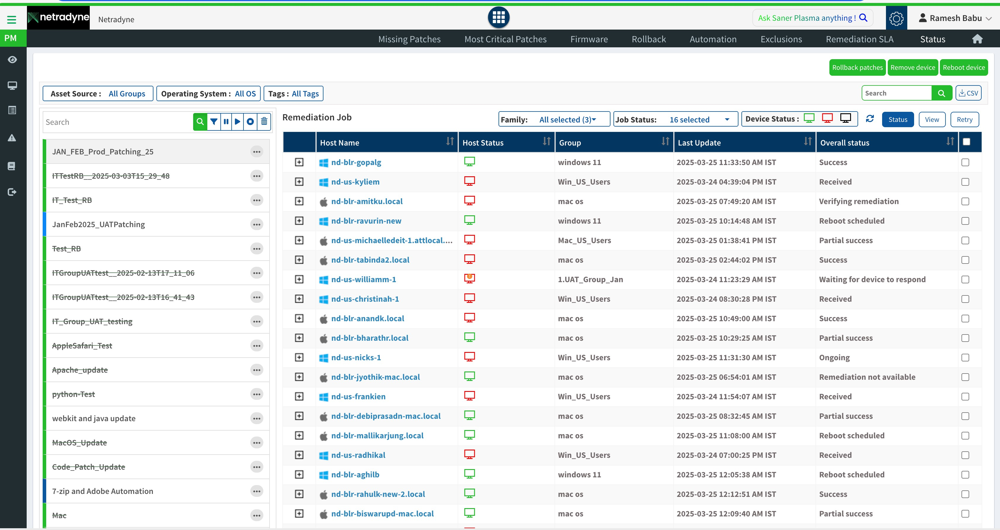 netradyne
Netradyne
Ask Saner Plasma anything !
Ramesh Babu
PM
Missing Patches
Most Critical Patches
Firmware
Rollback
Automation
Exclusions
Remediation SLA
Status
Rollback patches
Remove device
Reboot device
Asset Source : All Groups
Operating System : All OS
Tags : All Tags
Search
CSV
Search
JAN_FEB_Prod_Patching_25
ITTestRB__2025-03-03T15_29_48
IT_Test_RB
JanFeb2025_UATPatching
Test_RB
ITGroupUATtest__2025-02-13T17_11_06
ITGroupUATtest__2025-02-13T16_41_43
IT_Group_UAT_testing
AppleSafari_Test
Apache_update
python-Test
webkit and java update
MacOS_Update
Code_Patch_Update
7-zip and Adobe Automation
Mac
Remediation Job
Family: All selected (3)
Job Status: 16 selected
Device Status :
Status
View
Retry
Host Name Host Status Group Last Update Overall status
nd-blr-gopalg windows 11 2025-03-25 11:33:50 AM IST Success
nd-us-kyliem Win_US_Users 2025-03-24 04:39:04 PM IST Received
nd-blr-amitku.local mac os 2025-03-25 07:49:20 AM IST Verifying remediation
nd-blr-ravurin-new windows 11 2025-03-25 10:14:48 AM IST Reboot scheduled
nd-us-michaelledeit-1.attlocal.... Mac_US_Users 2025-03-25 01:38:41 PM IST Partial success
nd-blr-tabinda2.local mac os 2025-03-25 02:44:02 PM IST Success
nd-us-williamm-1 1.UAT_Group_Jan 2025-03-24 11:23:29 AM IST Waiting for device to respond
nd-us-christinah-1 Win_US_Users 2025-03-24 08:30:28 PM IST Received
nd-blr-anandk.local mac os 2025-03-25 10:49:00 AM IST Success
nd-blr-bharathr.local mac os 2025-03-25 10:29:25 AM IST Partial success
nd-us-nicks-1 Win_US_Users 2025-03-25 11:31:30 AM IST Ongoing
nd-blr-jyothik-mac.local mac os 2025-03-25 06:54:01 AM IST Remediation not available
nd-us-frankien Win_US_Users 2025-03-24 11:54:07 AM IST Received
nd-blr-debiprasadn-mac.local mac os 2025-03-25 08:32:45 AM IST Partial success
nd-blr-mallikarjung.local mac os 2025-03-25 11:08:00 AM IST Reboot scheduled
nd-us-radhikal Win_US_Users 2025-03-24 07:00:25 PM IST Received
nd-blr-aghilb windows 11 2025-03-25 12:05:38 AM IST Reboot scheduled
nd-blr-rahulk-new-2.local mac os 2025-03-25 12:12:51 AM IST Success
nd-blr-biswarupd-mac.local mac os 2025-03-25 12:09:40 AM IST Partial success